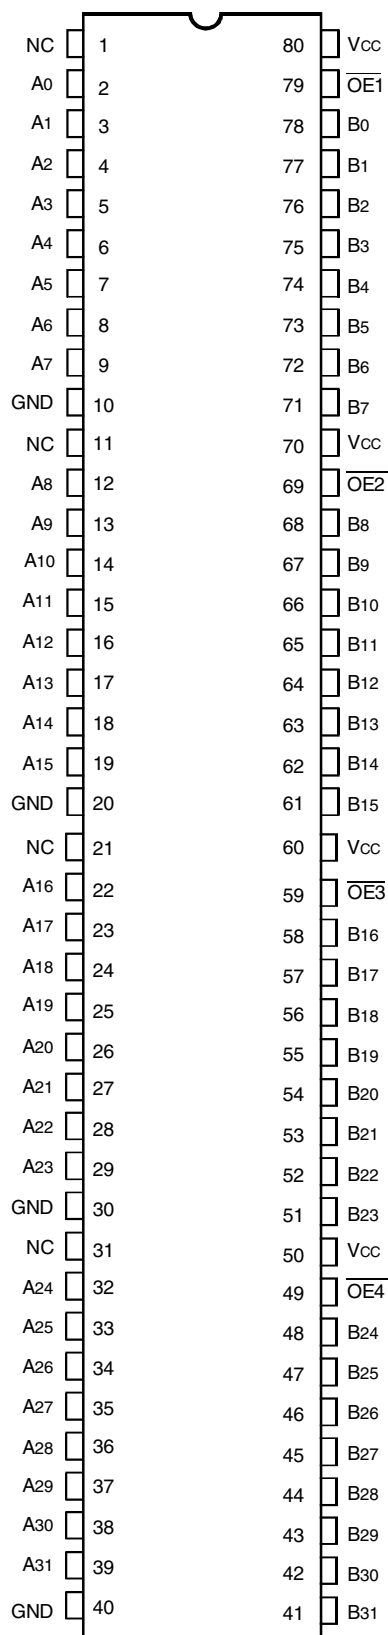 NC 1 80 VCC
A0 2 79 OE1
A1 3 78 B0
A2 4 77 B1
A3 5 76 B2
A4 6 75 B3
A5 7 74 B4
A6 8 73 B5
A7 9 72 B6
GND 10 71 B7
NC 11 70 VCC
A8 12 69 OE2
A9 13 68 B8
A10 14 67 B9
A11 15 66 B10
A12 16 65 B11
A13 17 64 B12
A14 18 63 B13
A15 19 62 B14
GND 20 61 B15
NC 21 60 VCC
A16 22 59 OE3
A17 23 58 B16
A18 24 57 B17
A19 25 56 B18
A20 26 55 B19
A21 27 54 B20
A22 28 53 B21
A23 29 52 B22
GND 30 51 B23
NC 31 50 VCC
A24 32 49 OE4
A25 33 48 B24
A26 34 47 B25
A27 35 46 B26
A28 36 45 B27
A29 37 44 B28
A30 38 43 B29
A31 39 42 B30
GND 40 41 B31